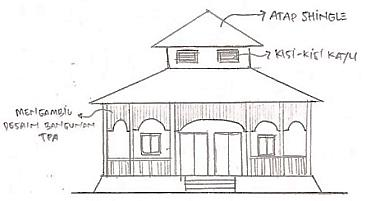 ATAP SHINGLE
KISI-KISI KAYU
MENGAMBIL
DESAIN BANGUNAN
TPA